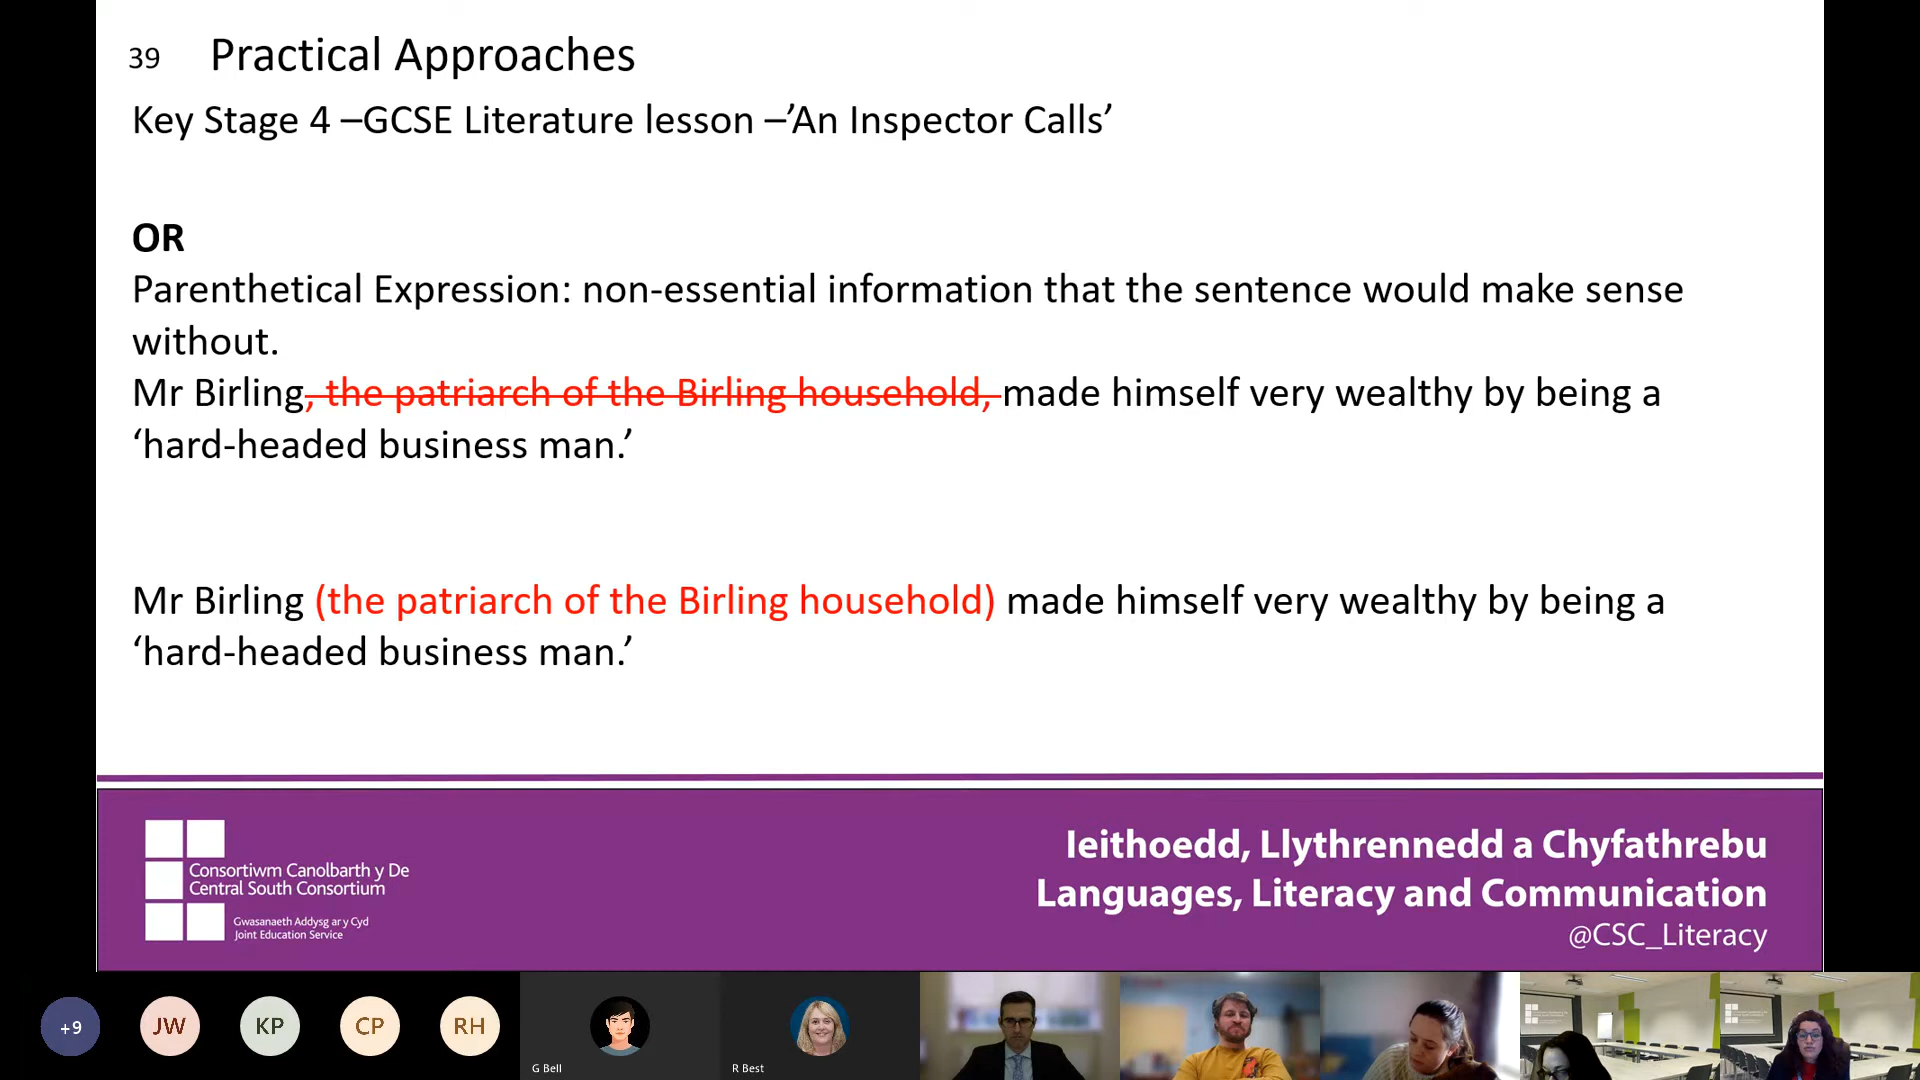 39 Practical Approaches
Key Stage 4 –GCSE Literature lesson –’An Inspector Calls’
OR
Parenthetical Expression: non-essential information that the sentence would make sense
without.
Mr Birling, the patriarch of the Birling household, made himself very wealthy by being a
‘hard-headed business man.’
Mr Birling (the patriarch of the Birling household) made himself very wealthy by being a
‘hard-headed business man.’
Consortiwm Canolbarth y De
Central South Consortium
Gwasanaeth Addysg ar y Cyd
Joint Education Service
Ieithoedd, Llythrennedd a Chyfathrebu
Languages, Literacy and Communication
@CSC_Literacy
+9
JW
KP
CP
RH
G Bell
R Best